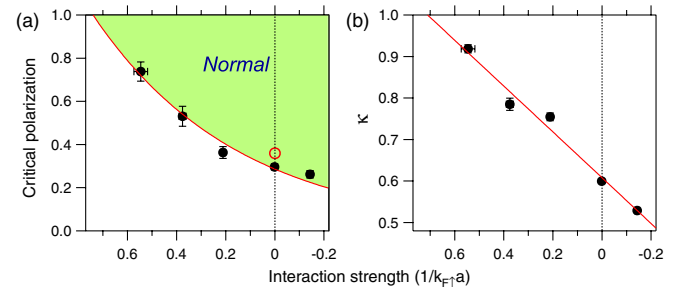 (a)
1.0
0.8
0.6
0.4
0.2
0.0
Critical polarization
Normal
0.6 0.4 0.2 0 -0.2
(b)
1.0
0.9
0.8
0.7
0.6
0.5
κ
0.6 0.4 0.2 0 -0.2
Interaction strength (1/k_F↑a)